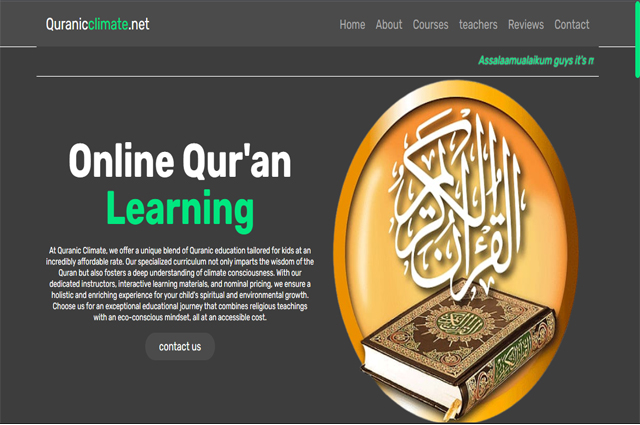 Quranicclimate.net
Home About Courses teachers Reviews Contact
Assalaamualaikum guys it's
Online Qur'an
Learning
At Quranic Climate, we offer a unique blend of Quranic education tailored for kids at an
incredibly affordable rate. Our specialized curriculum not only imparts the wisdom of the
Quran but also fosters a deep understanding of climate consciousness. With our
dedicated instructors, interactive learning materials, and nominal pricing, we ensure a
holistic and enriching experience for your child's spiritual and environmental growth.
Choose us for an exceptional educational journey that combines religious teachings
with an eco-conscious mindset, all at an accessible cost.
contact us
القرآن الكريم